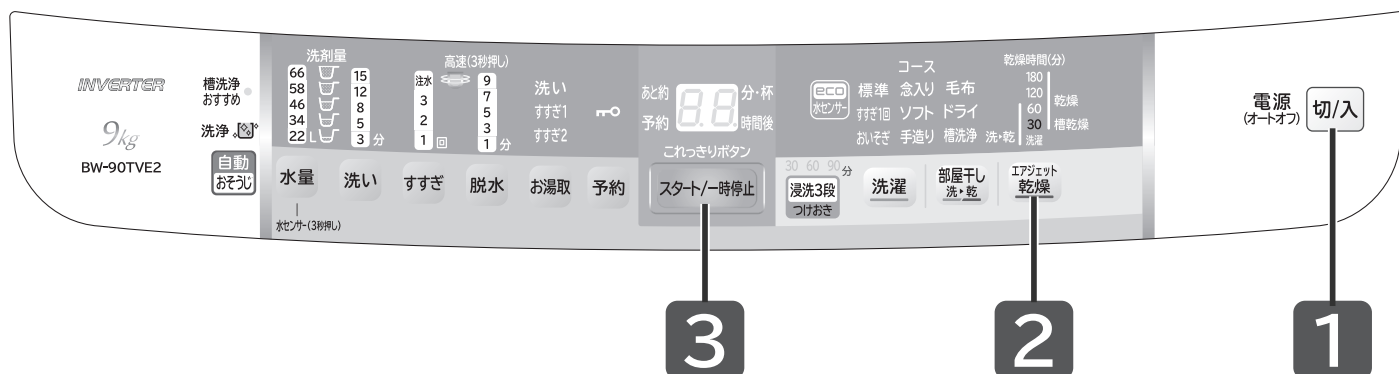 INVERTER
9kg
BW-90TVE2
槽洗浄
おすすめ
洗浄
自動
おそうじ
洗剤量
66
58
46
34
22 L
15
12
8
5
3 分
高速(3秒押し)
注水
3
2
1 回
9
7
5
3
1 分
洗い
すすぎ1
すすぎ2
あと約 88 分・杯
予約 時間後
これっきりボタン
eco
水センサー
コース
標準 念入り 毛布
すすぎ1回 ソフト ドライ
おいそぎ 手造り 槽洗浄 洗・乾
乾燥時間(分)
180
120
60
30
洗濯
乾燥
槽乾燥
水量
洗い
すすぎ
脱水
お湯取
予約
スタート/一時停止
30 60 90分
浸洗3段
つけおき
洗濯
部屋干し
洗・乾
エアジェット
乾燥
水センサー(3秒押し)
電源
(オートオフ)
切/入
3
2
1